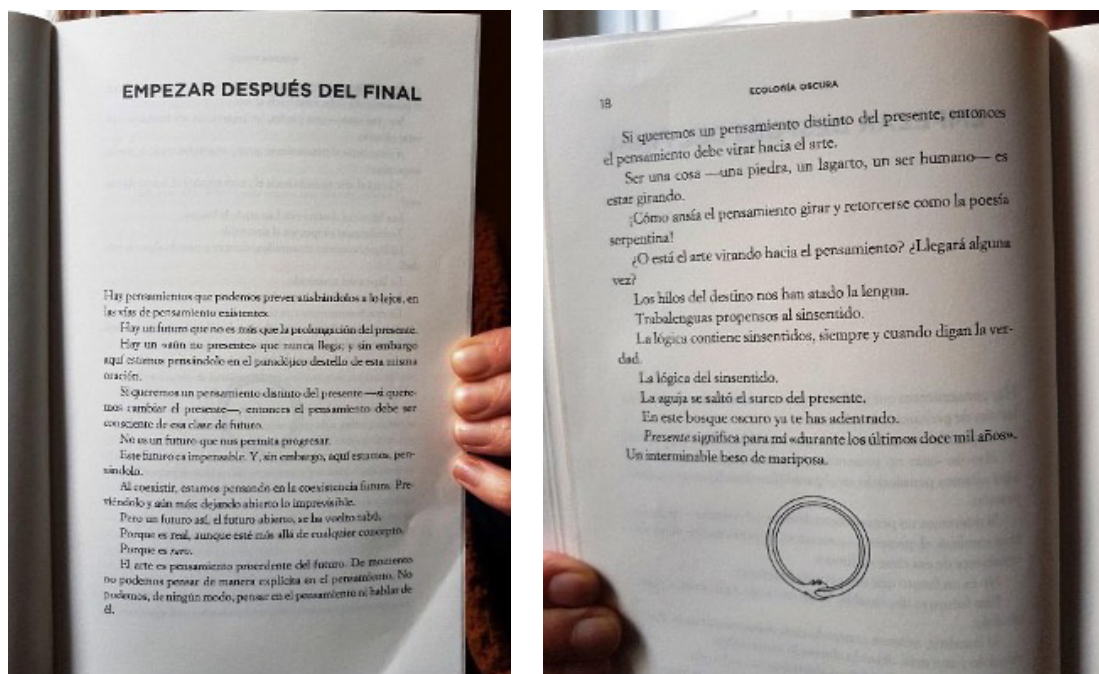 EMPEZAR DESPUÉS DEL FINAL
Hay pensamientos que podemos prever atisbándolos a lo lejos, en
las vías de pensamiento existentes.
Hay un futuro que no es más que la prolongación del presente.
Hay un «aún no presente» que nunca llega; y sin embargo
aquí estamos pensándolo en el paradójico destello de esta misma
oración.
Si queremos un pensamiento distinto del presente —si quere-
mos cambiar el presente—, entonces el pensamiento debe ser
consciente de esa clase de futuro.
No es un futuro que nos permita progresar.
Este futuro es impensable. Y, sin embargo, aquí estamos, pen-
sándolo.
Al coexistir, estamos pensando en la coexistencia futura. Pre-
viéndolo y aún más: dejando abierto lo imprevisible.
Pero un futuro así, el futuro abierto, se ha vuelto tabú.
Porque es real, aunque esté más allá de cualquier concepto.
Porque es raro.
El arte es pensamiento procedente del futuro. De momento
no podemos pensar de manera explícita en el pensamiento. No
podemos, de ningún modo, pensar en el pensamiento ni hablar de
él.
18
ECOLOGÍA OSCURA
Si queremos un pensamiento distinto del presente, entonces
el pensamiento debe virar hacia el arte.
Ser una cosa —una piedra, un lagarto, un ser humano— es
estar girando.
¡Cómo ansía el pensamiento girar y retorcerse como la poesía
serpentina!
¿O está el arte virando hacia el pensamiento? ¿Llegará alguna
vez?
Los hilos del destino nos han atado la lengua.
Trabalenguas propensos al sinsentido.
La lógica contiene sinsentidos, siempre y cuando digan la ver-
dad.
La lógica del sinsentido.
La aguja se saltó el surco del presente.
En este bosque oscuro ya te has adentrado.
Presente significa para mí «durante los últimos doce mil años».
Un interminable beso de mariposa.